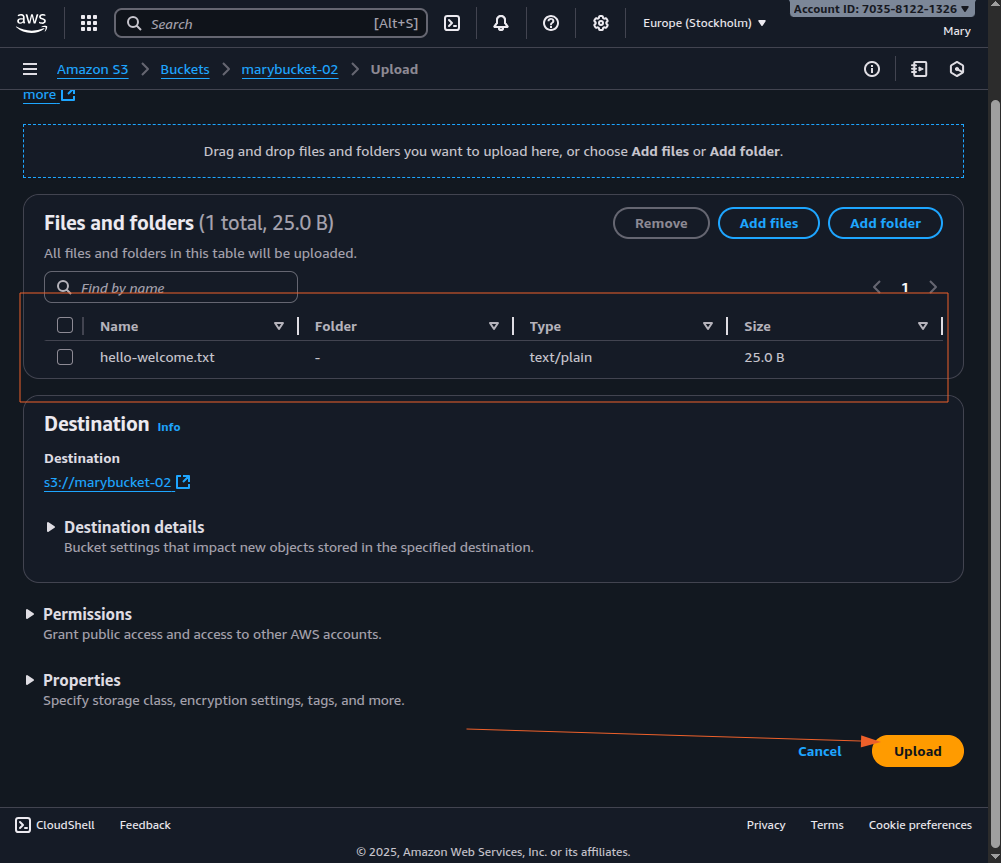 aws
Search [Alt+S]
Europe (Stockholm)
Account ID: 7035-8122-1326
Mary
Amazon S3 Buckets marybucket-02 Upload
more
Drag and drop files and folders you want to upload here, or choose Add files or Add folder.
Files and folders (1 total, 25.0 B)
Remove Add files Add folder
All files and folders in this table will be uploaded.
Find by name
1
Name Folder Type Size
hello-welcome.txt - text/plain 25.0 B
Destination Info
Destination
s3://marybucket-02
Destination details
Bucket settings that impact new objects stored in the specified destination.
Permissions
Grant public access and access to other AWS accounts.
Properties
Specify storage class, encryption settings, tags, and more.
Cancel Upload
CloudShell Feedback Privacy Terms Cookie preferences
© 2025, Amazon Web Services, Inc. or its affiliates.